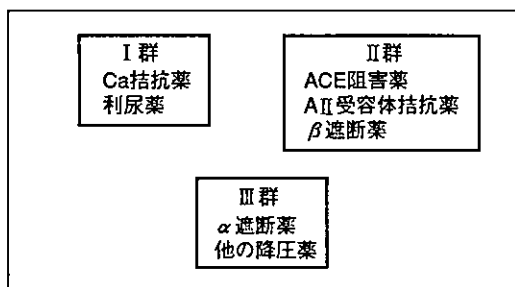 Ⅰ群
Ca拮抗薬
利尿薬
Ⅱ群
ACE阻害薬
AⅡ受容体拮抗薬
β遮断薬
Ⅲ群
α遮断薬
他の降圧薬